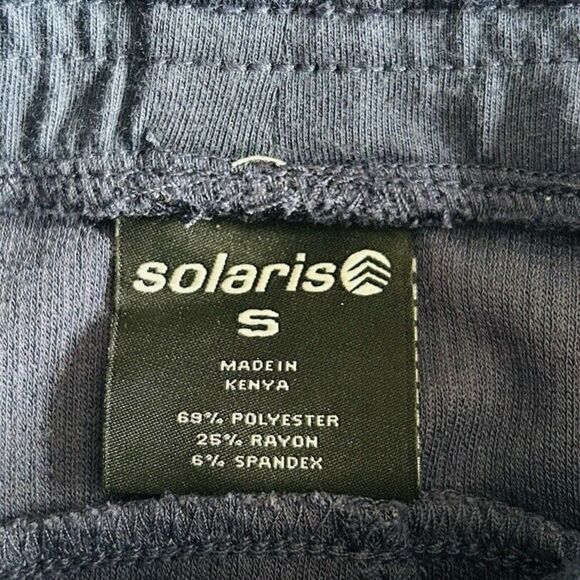 solaris
S
MADE IN
KENYA
69% POLYESTER
25% RAYON
6% SPANDEX